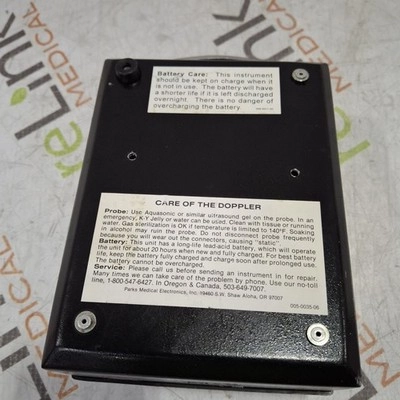 Battery Care: This instrument
should be kept on charge when it
is not in use. The battery will have
a shorter life if it is left discharged
overnight. There is no danger of
overcharging the battery.
CARE OF THE DOPPLER
Probe: Use Aquasonic or similar ultrasound gel on the probe. In an
emergency, K-Y Jelly or water can be used. Clean with tissue or running
water. Gas sterilization is OK if temperature is limited to 140°F. Soaking
in alcohol may ruin the probe. Do not disconnect probe frequently
because you will wear out the connectors, causing "static"
Battery: This unit has a long-life lead-acid battery, which will operate
the unit for about 20 hours when new and fully charged. For best battery
life, keep the battery fully charged and charge soon after prolonged use.
The battery cannot be overcharged.
Service: Please call us before sending an instrument in for repair.
Many times we can take care of the problem by phone. Use our no-toll
line, 1-800-547-6427. In Oregon & Canada, 503-649-7007.
Parks Medical Electronics, Inc. 19460 S.W. Shaw Aloha, OR 97007
005-0035-06
reLink
MEDICAL